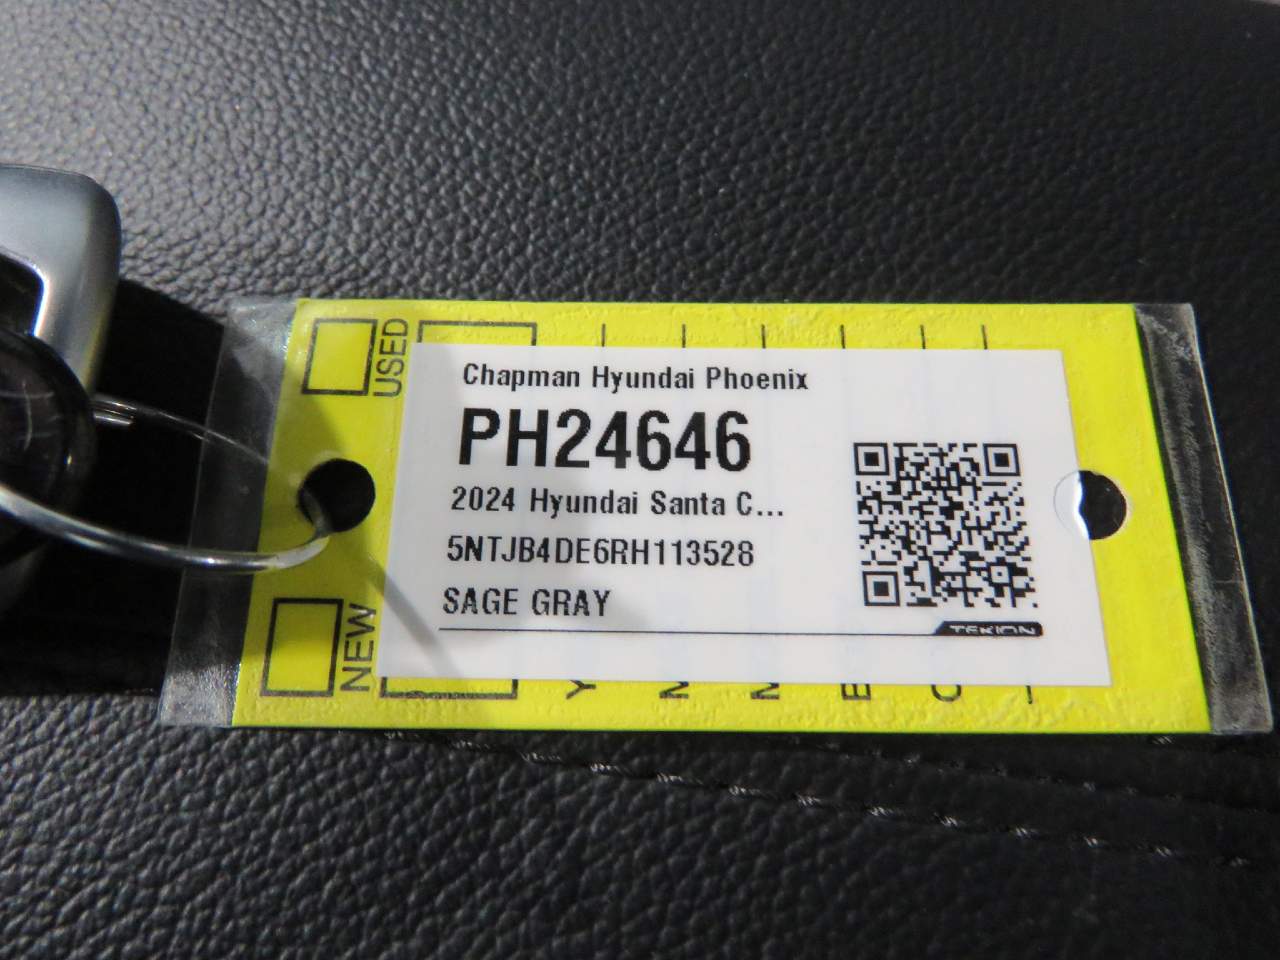 USED
Chapman Hyundai Phoenix
PH24646
2024 Hyundai Santa C...
5NTJB4DE6RH113528
SAGE GRAY
TEKION
NEW